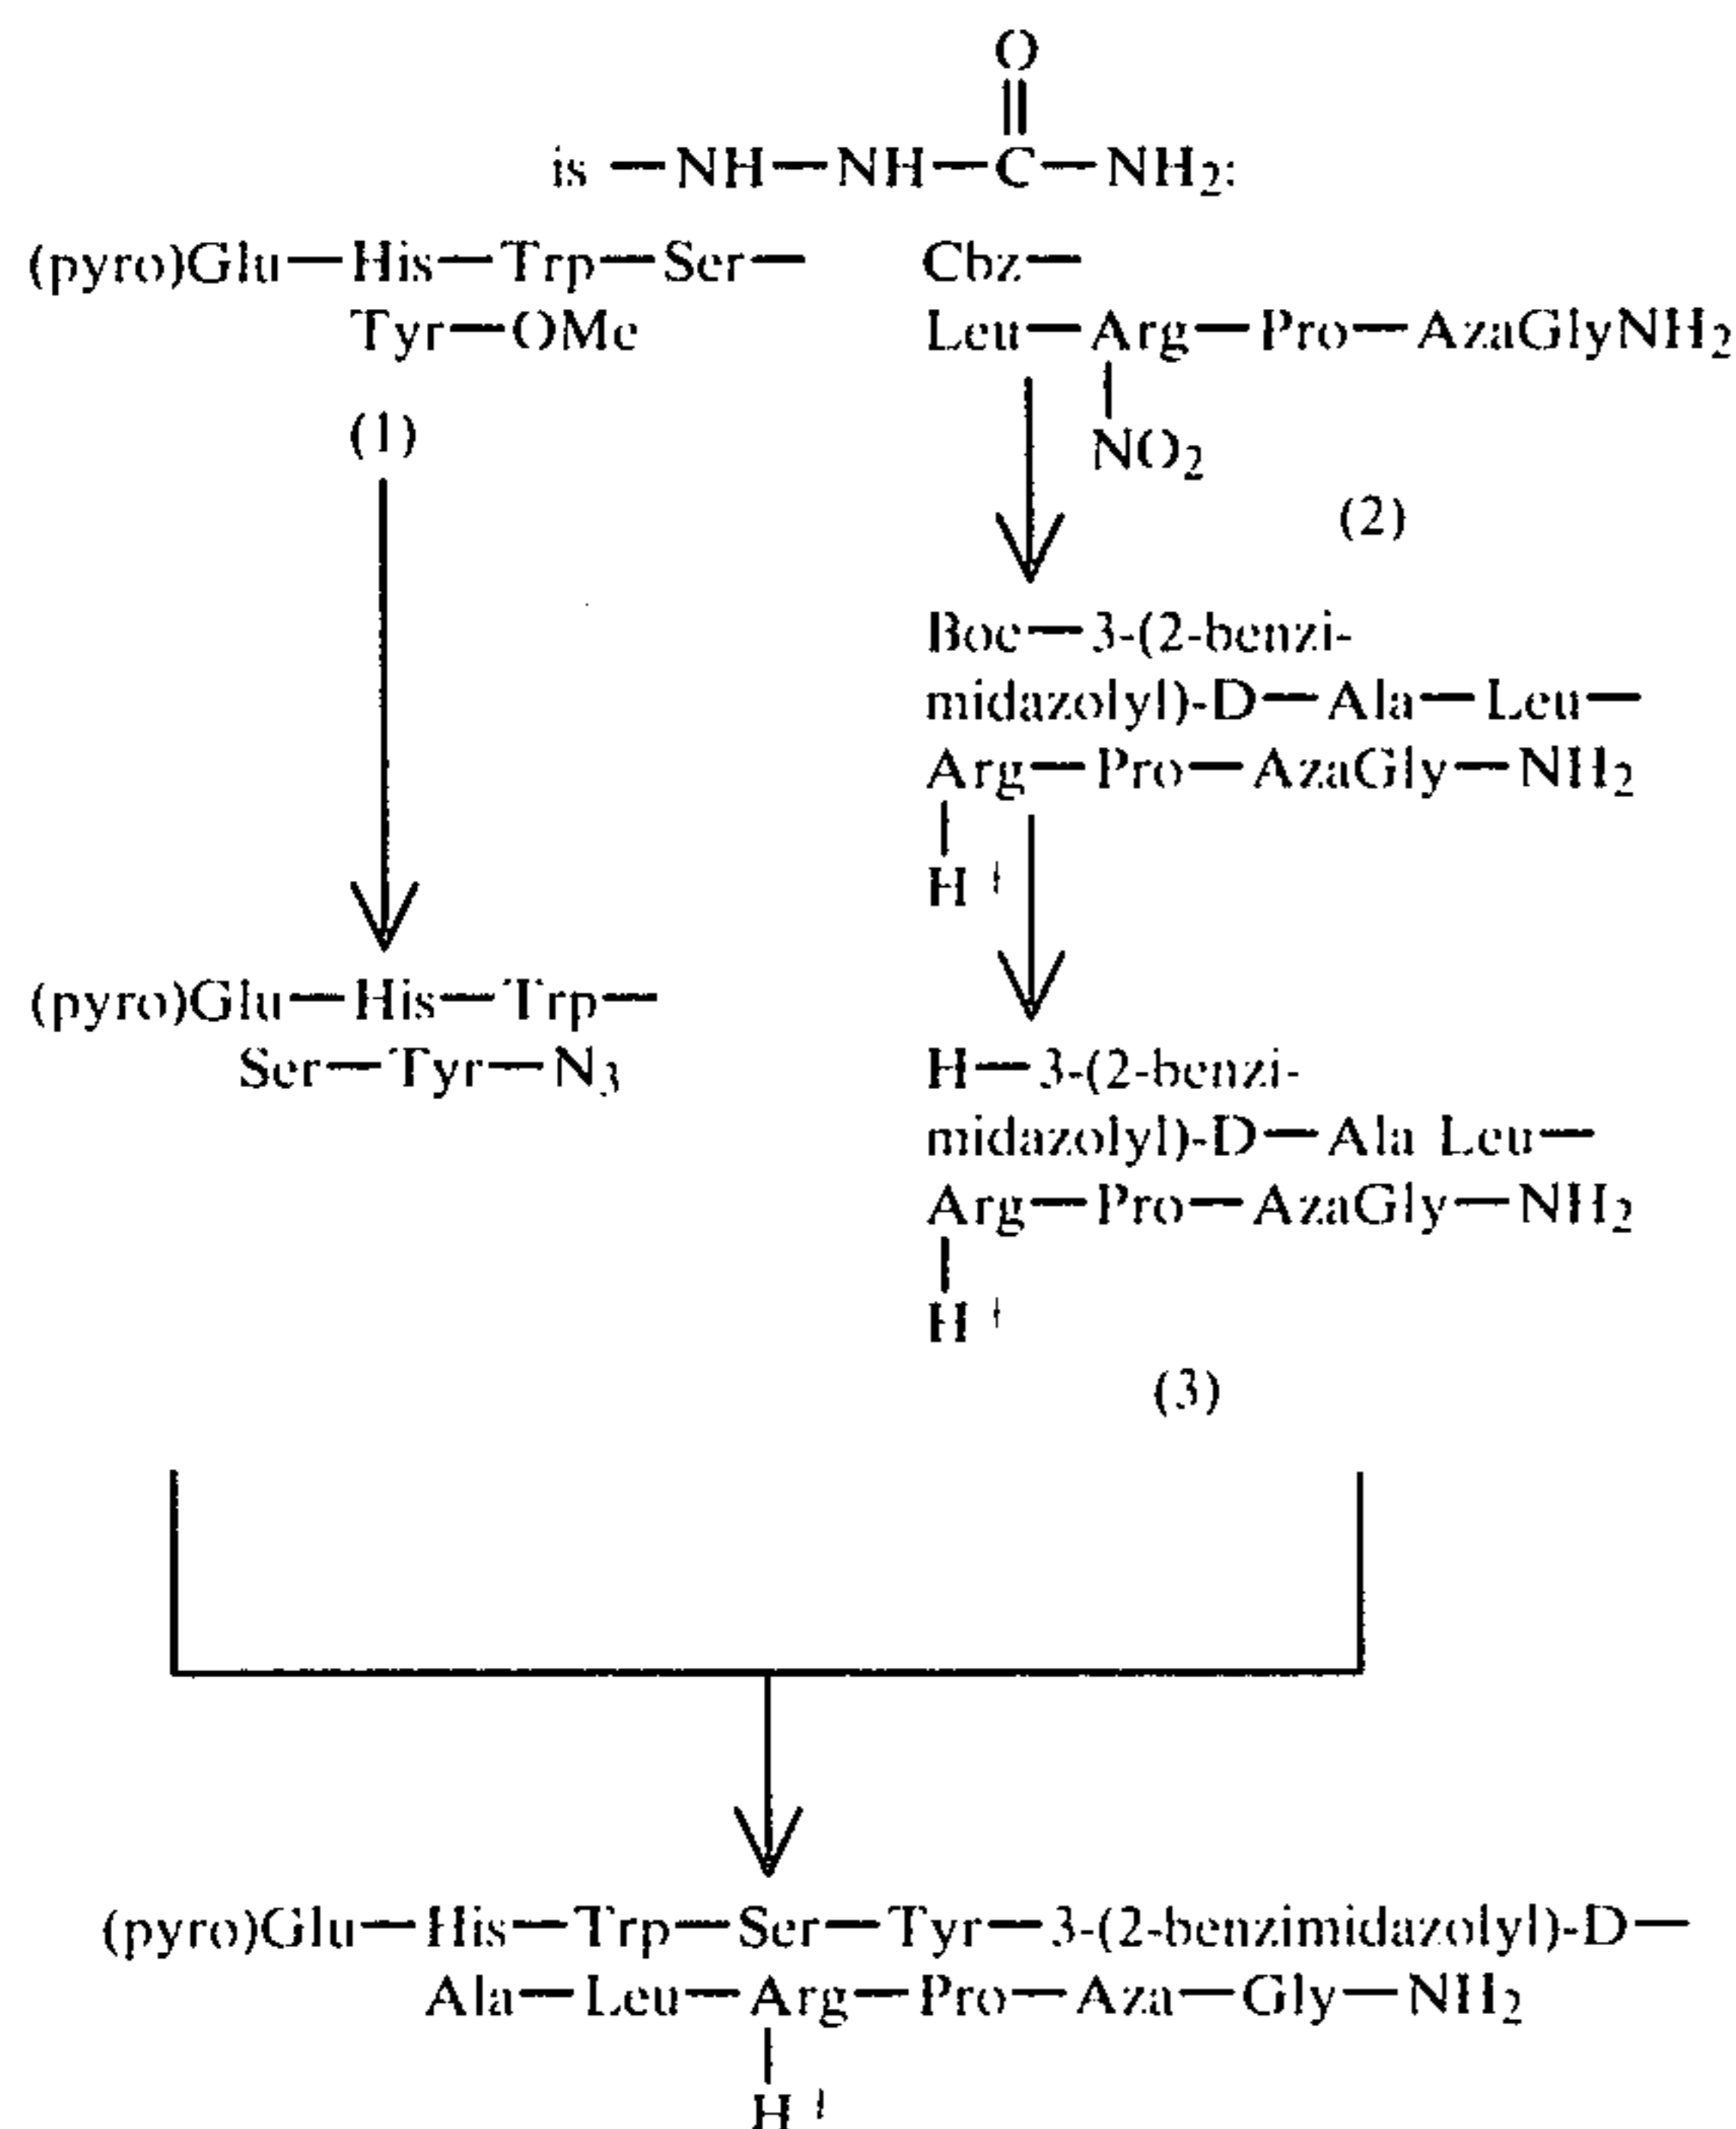 O
is —NH—NH—C—NH₂:
(pyro)Glu—His—Trp—Ser—
Tyr—OMe
(1)
Cbz—
Leu—Arg—Pro—AzaGlyNH₂
NO₂
(2)
Boc—3-(2-benzi-
midazolyl)-D—Ala—Leu—
Arg—Pro—AzaGly—NH₂
H⁺
(pyro)Glu—His—Trp—
Ser—Tyr—N₃
H—3-(2-benzi-
midazolyl)-D—Ala Leu—
Arg—Pro—AzaGly—NH₂
H⁺
(3)
(pyro)Glu—His—Trp—Ser—Tyr—3-(2-benzimidazolyl)-D—
Ala—Leu—Arg—Pro—Aza—Gly—NH₂
H⁺